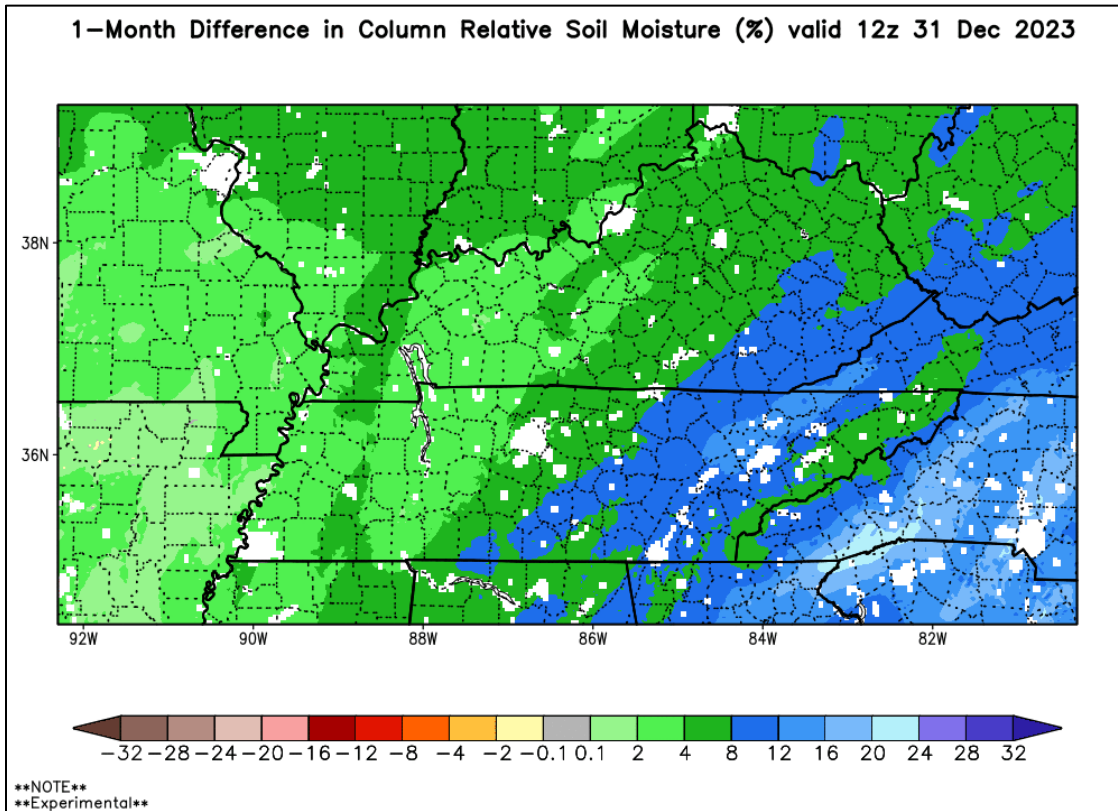 1-Month Difference in Column Relative Soil Moisture (%) valid 12z 31 Dec 2023
38N
36N
92W 90W 88W 86W 84W 82W
-32 -28 -24 -20 -16 -12 -8 -4 -2 -0.1 0.1 2 4 8 12 16 20 24 28 32
**NOTE**
**Experimental**